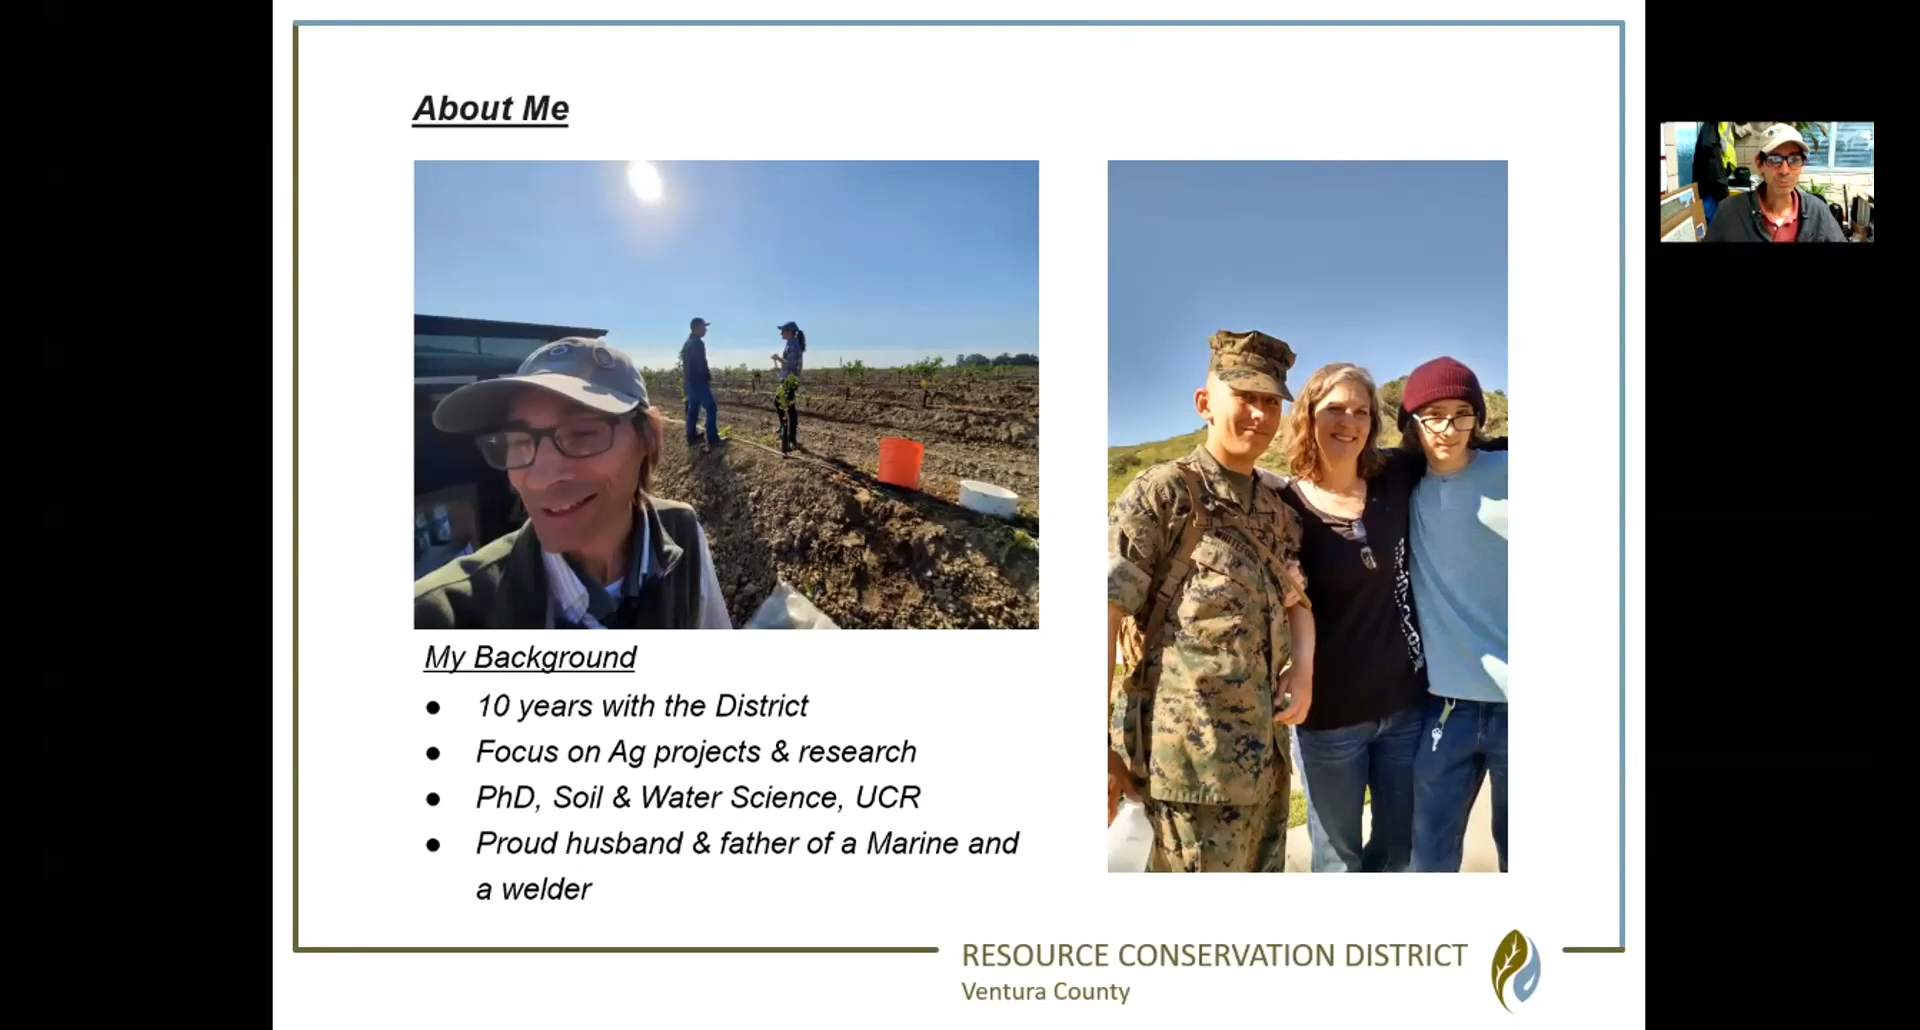 About Me
My Background
● 10 years with the District
● Focus on Ag projects & research
● PhD, Soil & Water Science, UCR
● Proud husband & father of a Marine and
a welder
RESOURCE CONSERVATION DISTRICT
Ventura County